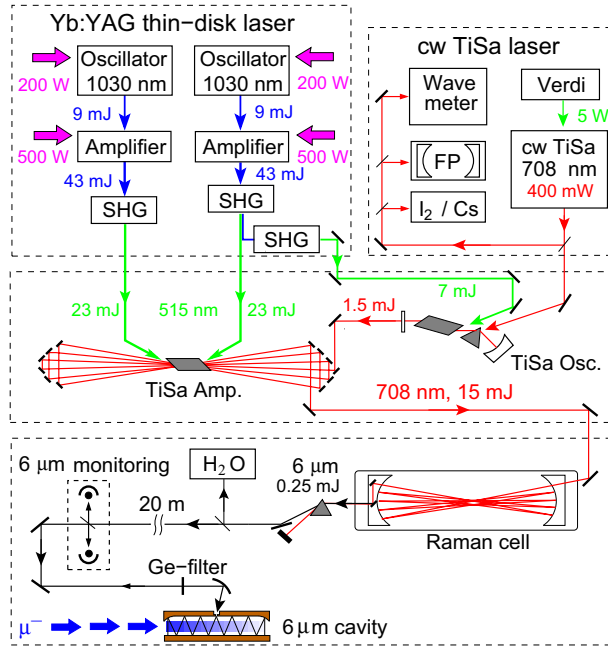 Yb:YAG thin−disk laser
Oscillator
1030 nm
200 W
9 mJ
Amplifier
500 W
43 mJ
SHG
Oscillator
1030 nm
200 W
9 mJ
Amplifier
500 W
43 mJ
SHG
SHG
cw TiSa laser
Wave
meter
Verdi
5 W
FP
cw TiSa
708 nm
400 mW
I₂ / Cs
23 mJ
515 nm
23 mJ
7 mJ
1.5 mJ
TiSa Osc.
TiSa Amp.
708 nm, 15 mJ
6 μm monitoring
H₂O
20 m
6 μm
0.25 mJ
Raman cell
Ge−filter
μ⁻
6 μm cavity